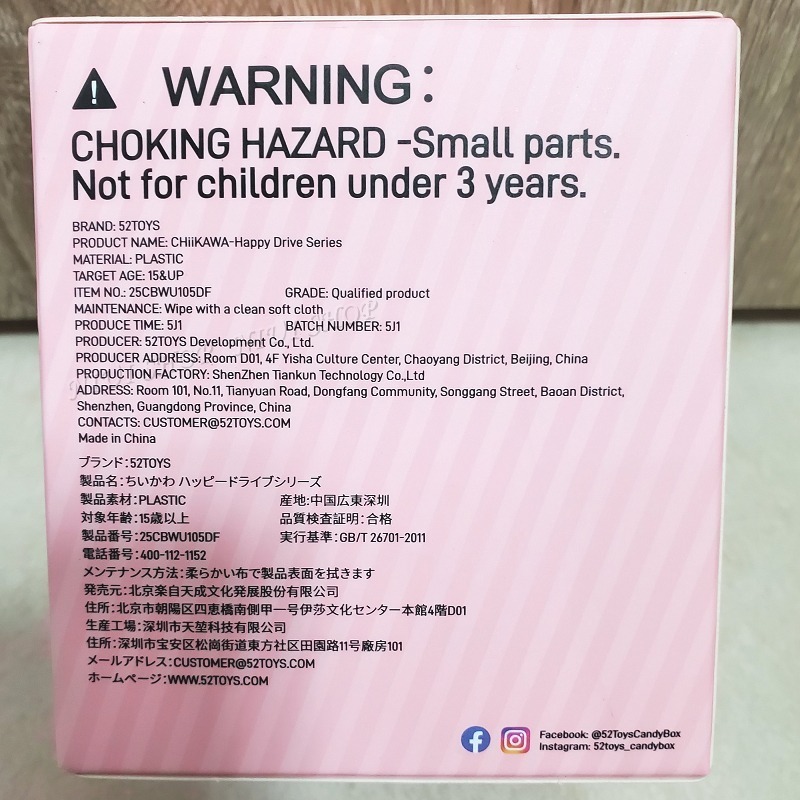 WARNING:
CHOKING HAZARD -Small parts.
Not for children under 3 years.
BRAND: 52TOYS
PRODUCT NAME: CHiiKAWA-Happy Drive Series
MATERIAL: PLASTIC
TARGET AGE: 15&UP
ITEM NO.: 25CBWU105DF GRADE: Qualified product
MAINTENANCE: Wipe with a clean soft cloth
PRODUCE TIME: 5J1 BATCH NUMBER: 5J1
PRODUCER: 52TOYS Development Co., Ltd.
PRODUCER ADDRESS: Room D01, 4F Yisha Culture Center, Chaoyang District, Beijing, China
PRODUCTION FACTORY: ShenZhen Tiankun Technology Co.,Ltd
ADDRESS: Room 101, No.11, Tianyuan Road, Dongfang Community, Songgang Street, Baoan District,
Shenzhen, Guangdong Province, China
CONTACTS: CUSTOMER@52TOYS.COM
Made in China
ブランド:52TOYS
製品名:ちいかわ ハッピードライブシリーズ
製品素材:PLASTIC 産地:中国広東深圳
対象年齢:15歳以上 品質検査証明:合格
製品番号:25CBWU105DF 実行基準:GB/T 26701-2011
電話番号:400-112-1152
メンテナンス方法:柔らかい布で製品表面を拭きます
発売元:北京楽自天成文化発展股份有限公司
住所:北京市朝陽区四恵橋南側甲一号伊莎文化センター本館4階D01
生産工場:深圳市天堃科技有限公司
住所:深圳市宝安区松崗街道東方社区田園路11号廠房101
メールアドレス:CUSTOMER@52TOYS.COM
ホームページ:WWW.52TOYS.COM
Facebook: @52ToysCandyBox
Instagram: 52toys_candybox